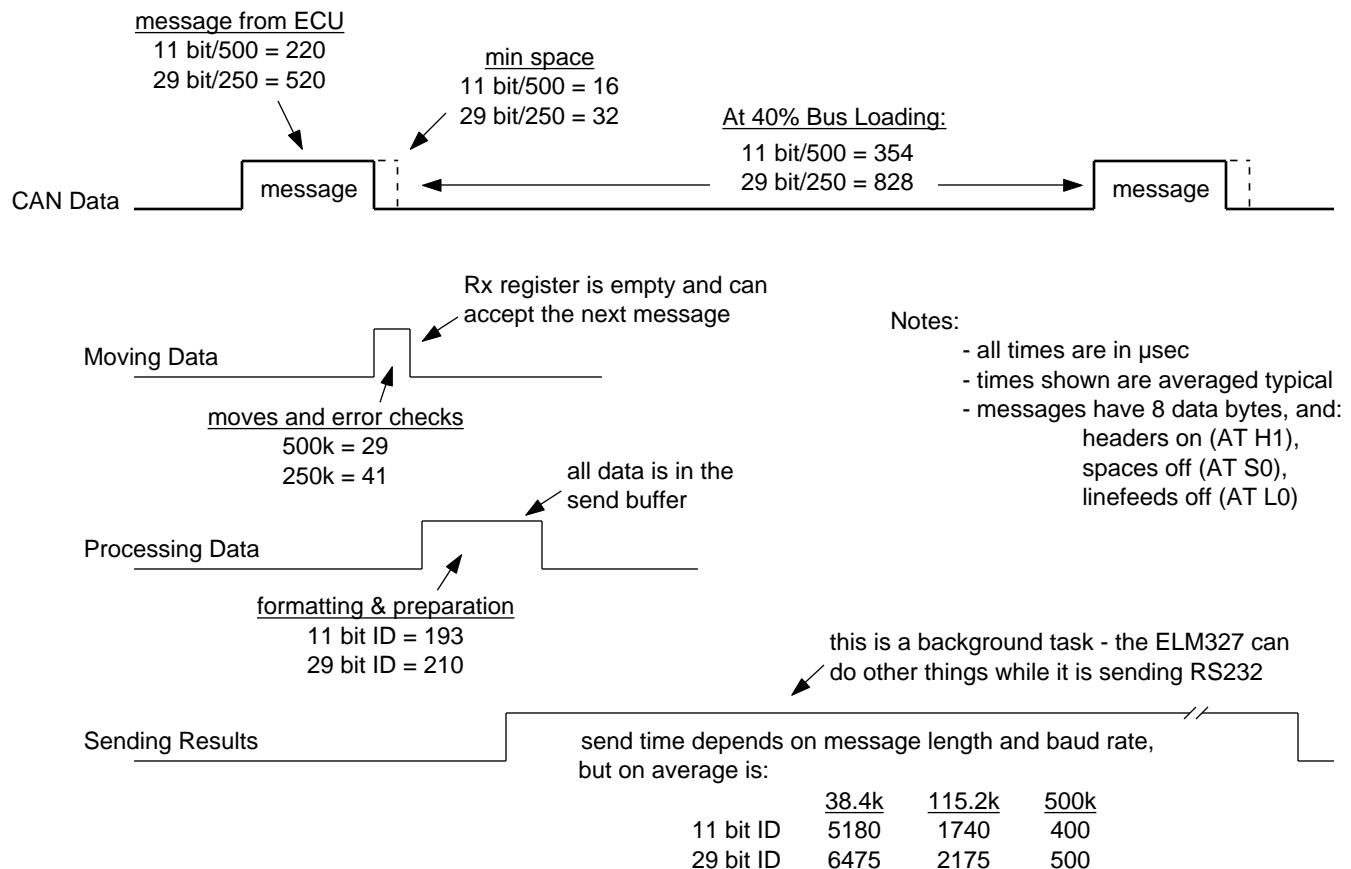 message from ECU
11 bit/500 = 220
29 bit/250 = 520
min space
11 bit/500 = 16
29 bit/250 = 32
At 40% Bus Loading:
11 bit/500 = 354
29 bit/250 = 828
CAN Data
message
message
Rx register is empty and can
accept the next message
Moving Data
moves and error checks
500k = 29
250k = 41
Notes:
- all times are in µsec
- times shown are averaged typical
- messages have 8 data bytes, and:
headers on (AT H1),
spaces off (AT S0),
linefeeds off (AT L0)
all data is in the
send buffer
Processing Data
formatting & preparation
11 bit ID = 193
29 bit ID = 210
this is a background task - the ELM327 can
do other things while it is sending RS232
Sending Results
send time depends on message length and baud rate,
but on average is:
38.4k 115.2k 500k
11 bit ID 5180 1740 400
29 bit ID 6475 2175 500